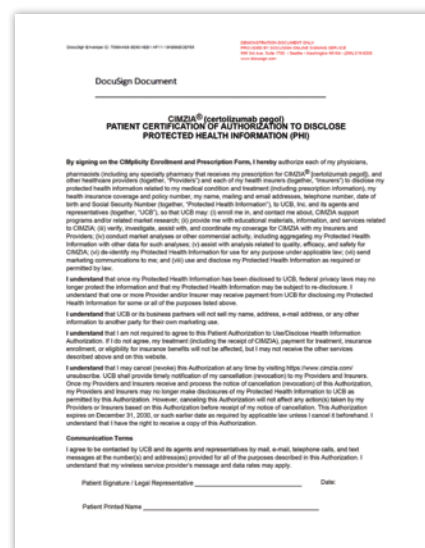 DocuSign Envelope ID:
DEMONSTRATION DOCUMENT ONLY
PROVIDED BY DOCUSIGN ONLINE SIGNING SERVICE
www.docusign.com
DocuSign Document
CIMZIA® (certolizumab pegol)
PATIENT CERTIFICATION OF AUTHORIZATION TO DISCLOSE
PROTECTED HEALTH INFORMATION (PHI)
By signing on the CIMplicity Enrollment and Prescription Form, I hereby authorize each of my physicians,
pharmacists (including any specialty pharmacy that receives my prescription for CIMZIA® [certolizumab pegol]), and
other healthcare providers (together, "Providers") and each of my health insurers (together, "Insurers") to disclose my
protected health information related to my medical condition and treatment (including prescription information), my
health insurance coverage and policy number, my name, mailing and email addresses, telephone number, date of
birth and Social Security Number (together, "Protected Health Information"), to UCB, Inc. and its agents and
representatives (together, "UCB"), so that UCB may: (i) enroll me in, and contact me about, CIMZIA support
programs and/or related market research; (ii) provide me with educational materials, information, and services related
to CIMZIA; (iii) verify, investigate, assist with, and coordinate my coverage for CIMZIA with my Insurers and
Providers; (iv) conduct market analyses or other commercial activity, including aggregating my Protected Health
Information with other data for such analyses; (v) assist with analysis related to quality, efficacy, and safety for
CIMZIA; (vi) de-identify my Protected Health Information for use for any purpose under applicable law; (vii) send
marketing communications to me; and (viii) use and disclose my Protected Health Information as required or
permitted by law.
I understand that once my Protected Health Information has been disclosed to UCB, federal privacy laws may no
longer protect the information and that my Protected Health Information may be subject to re-disclosure. I
understand that one or more Provider and/or Insurer may receive payment from UCB for disclosing my Protected
Health Information for some or all of the purposes listed above.
I understand that UCB or its business partners will not sell my name, address, e-mail address, or any other
information to another party for their own marketing use.
I understand that I am not required to agree to this Patient Authorization to Use/Disclose Health Information
Authorization. If I do not agree, my treatment (including the receipt of CIMZIA), payment for treatment, insurance
enrollment, or eligibility for insurance benefits will not be affected, but I may not receive the other services
described above and on this website.
I understand that I may cancel (revoke) this Authorization at any time by visiting https://www.cimzia.com/
unsubscribe. UCB shall provide timely notification of my cancellation (revocation) to my Providers and Insurers.
Once my Providers and Insurers receive and process the notice of cancellation (revocation) of this Authorization,
my Providers and Insurers may no longer make disclosures of my Protected Health Information to UCB as
permitted by this Authorization. However, canceling this Authorization will not affect any action(s) taken by my
Providers or Insurers based on this Authorization before receipt of my notice of cancellation. This Authorization
expires on December 31, 2030, or such earlier date as required by applicable law unless I cancel it beforehand. I
understand that I have the right to receive a copy of this Authorization.
Communication Terms
I agree to be contacted by UCB and its agents and representatives by mail, e-mail, telephone calls, and text
messages at the number(s) and address(es) provided for all of the purposes described in this Authorization. I
understand that my wireless service provider's message and data rates may apply.
Patient Signature / Legal Representative
Date:
Patient Printed Name